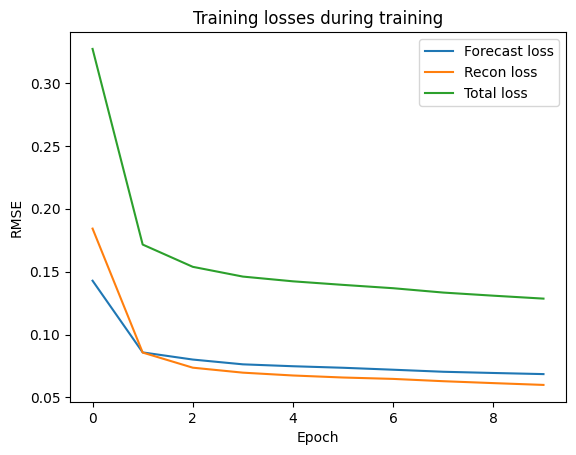 Training losses during training
Forecast loss
Recon loss
Total loss
0.30
0.25
0.20
0.15
0.10
0.05
RMSE
0 2 4 6 8
Epoch